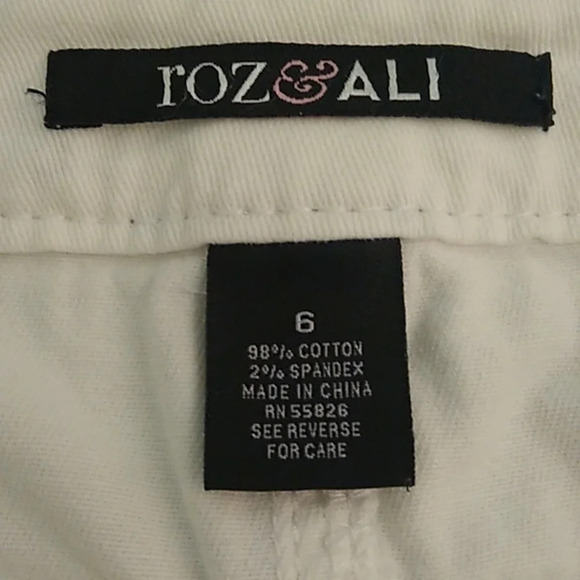 roz&ALI
6
98% COTTON
2% SPANDEX
MADE IN CHINA
RN 55826
SEE REVERSE
FOR CARE